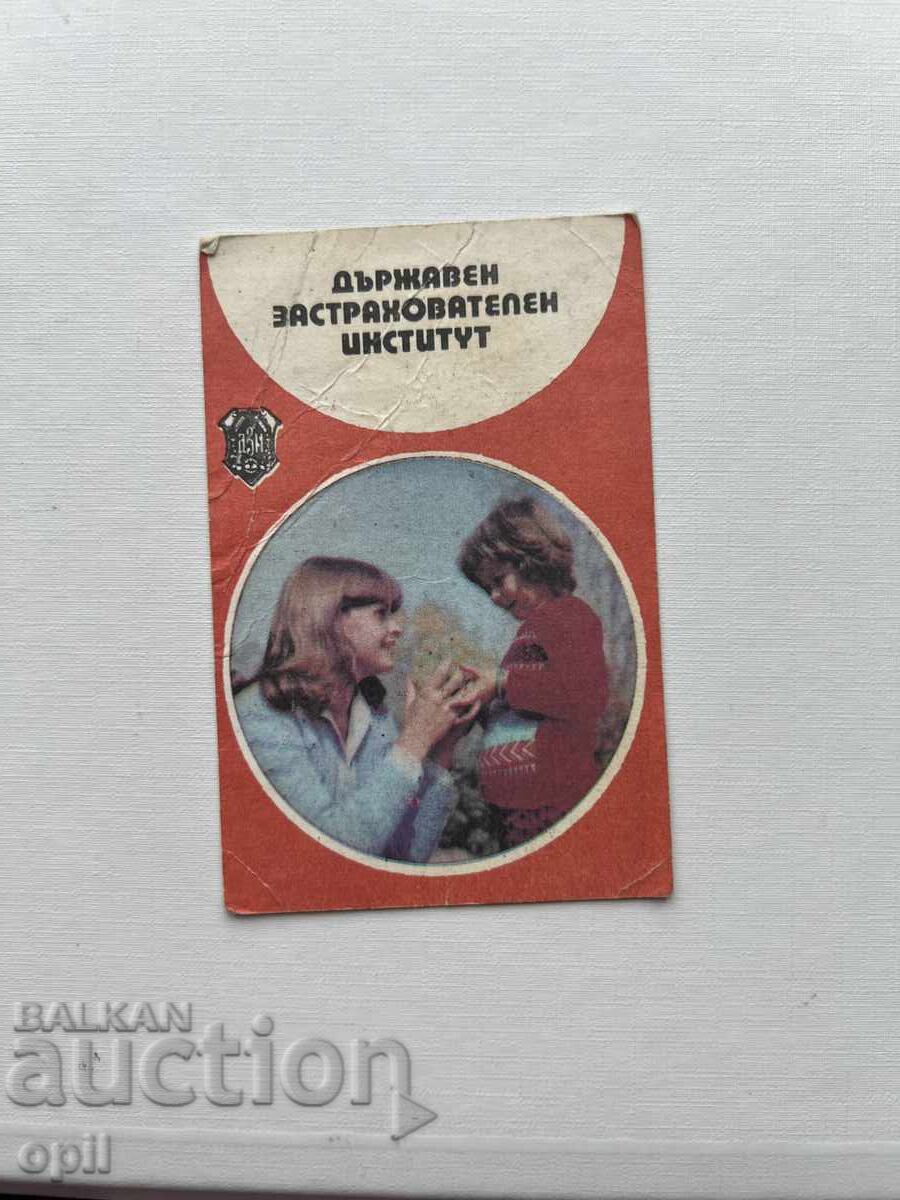 ДЪРЖАВЕН
ЗАСТРАХОВАТЕЛЕН
ИНСТИТУТ
ДЗИ
BALKAN
auction
opil